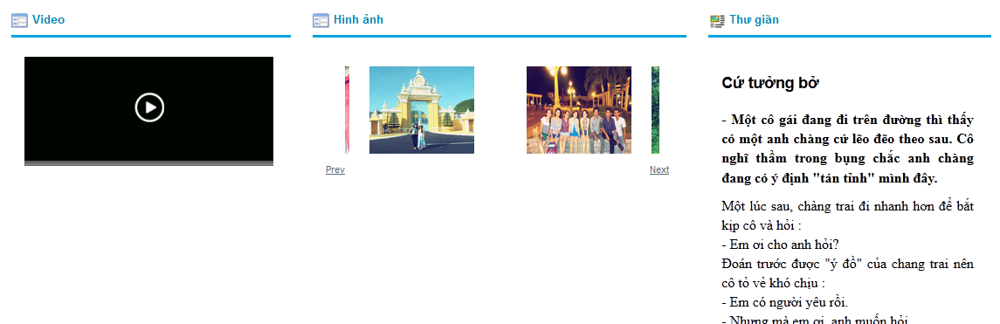 Video
Hình ảnh
Prev
Next
Thư giãn
Cứ tưởng bở
- Một cô gái đang đi trên đường thì thấy
có một anh chàng cứ lẽo đẽo theo sau. Cô
nghĩ thầm trong bụng chắc anh chàng
đang có ý định "tán tỉnh" mình đây.
Một lúc sau, chàng trai đi nhanh hơn để bắt
kịp cô và hỏi :
- Em ơi cho anh hỏi?
Đoán trước được "ý đồ" của chang trai nên
cô tỏ vẻ khó chịu :
- Em có người yêu rồi.
- Nhưng mà em ơi, anh muốn hỏi